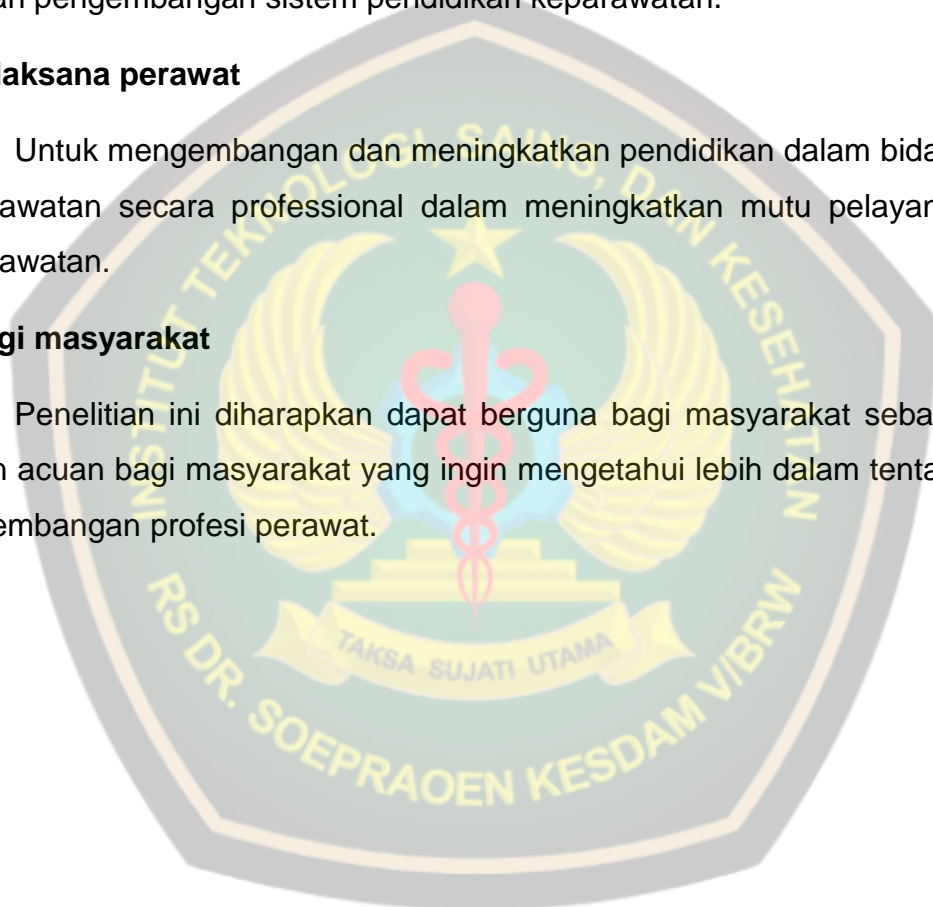 an pengembangan sistem pendidikan keparawatan.
laksana perawat
Untuk mengembangan dan meningkatkan pendidikan dalam bida
awatan secara professional dalam meningkatkan mutu pelayan
awatan.
gi masyarakat
Penelitian ini diharapkan dapat berguna bagi masyarakat seba
n acuan bagi masyarakat yang ingin mengetahui lebih dalam tenta
embangan profesi perawat.
INSTITUT TEKNOLOGI, SAINS, DAN KESEHATAN
TAKSA SUJATI UTAMA
RS DR. SOEPRAOEN KESDAM V/BRW